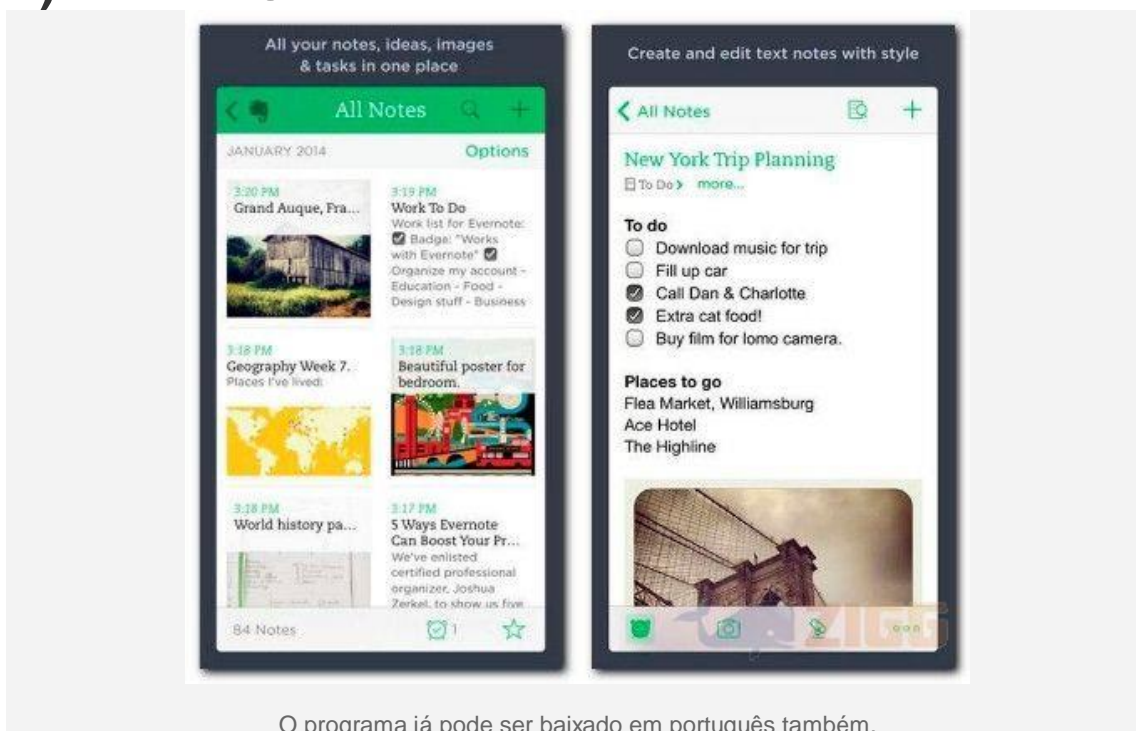 All your notes, ideas, images
& tasks in one place
All Notes
JANUARY 2014
Options
3:20 PM
Grand Auque, Fra...
3:19 PM
Work To Do
Work list for Evernote:
Badge: "Works
with Evernote"
Organize my account -
Education - Food -
Design stuff - Business
3:18 PM
Geography Week 7.
Places I've lived:
3:18 PM
Beautiful poster for
bedroom.
3:18 PM
World history pa...
3:17 PM
5 Ways Evernote
Can Boost Your Pr...
We've enlisted
certified professional
organizer, Joshua
Zerkel, to show us five
84 Notes
1
Create and edit text notes with style
All Notes
New York Trip Planning
To Do
more...
To do
Download music for trip
Fill up car
Call Dan & Charlotte
Extra cat food!
Buy film for lomo camera.
Places to go
Flea Market, Williamsburg
Ace Hotel
The Highline
ZIGG
O programa já pode ser baixado em português também.